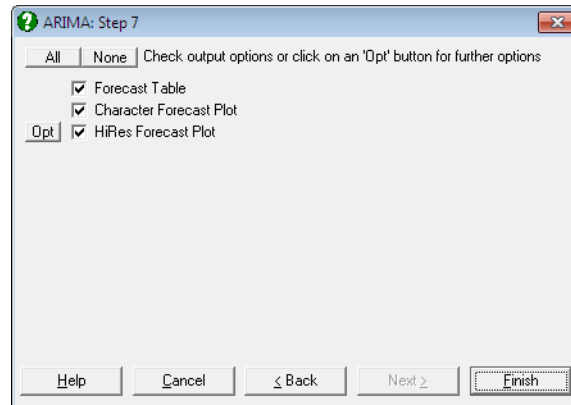 ARIMA: Step 7
All None Check output options or click on an 'Opt' button for further options
Forecast Table
Character Forecast Plot
Opt HiRes Forecast Plot
Help Cancel < Back Next > Finish